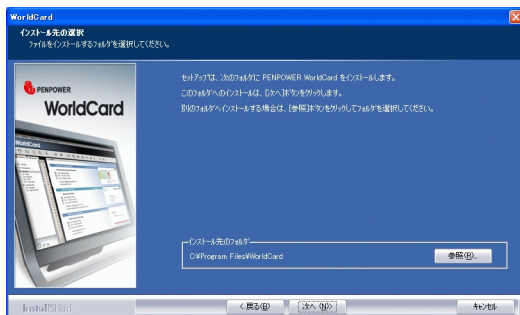 WorldCard
インストール先の選択
ファイルをインストールするフォルダを選択してください。
PENPOWER
WorldCard
セットアップは、次のフォルダに PENPOWER WorldCard をインストールします。
このフォルダへのインストールは、[次へ]ボタンをクリックします。
別のフォルダへインストールする場合は、[参照]ボタンをクリックしてフォルダを選択してください。
インストール先のフォルダ
C:¥Program Files¥WorldCard
参照(R)...
InstallShield
< 戻る(B)
次へ (N)>
キャンセル